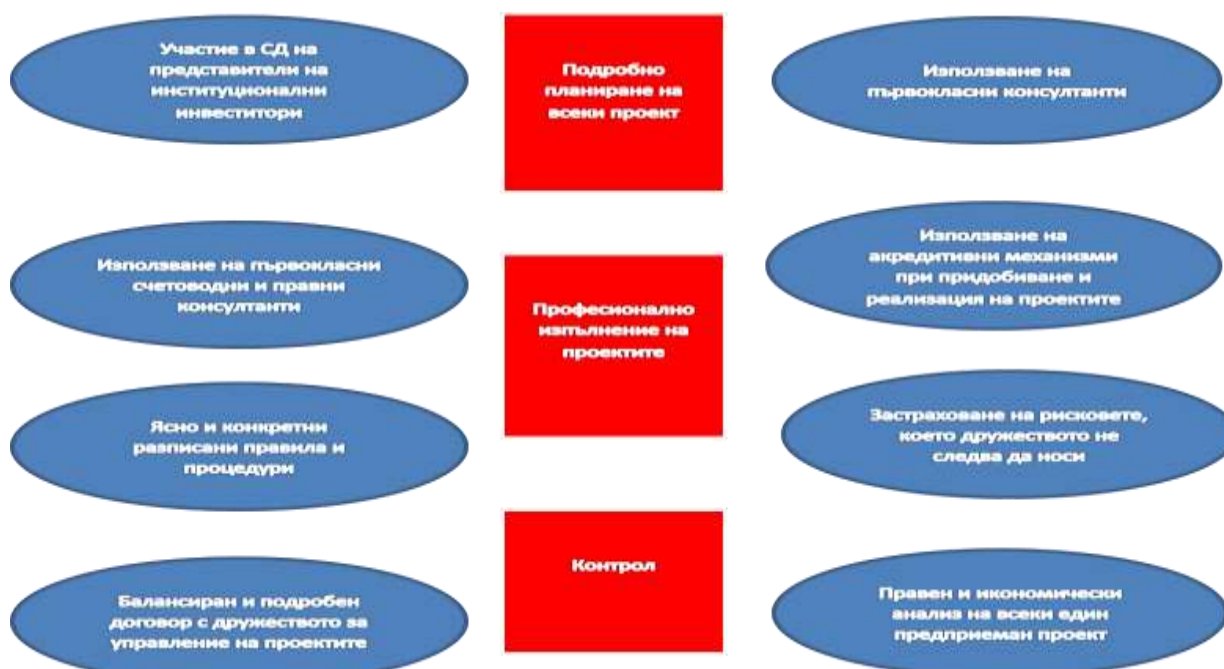 Участие в СД на
представители на
институционални
инвеститори
Подробно
планиране на
всеки проект
Използване на
първокласни консултанти
Използване на първокласни
счетоводни и правни
консултанти
Професионално
изпълнение на
проектите
Използване на
акредитивни механизми
при придобиване и
реализация на проектите
Ясно и конкретни
разписани правила и
процедури
Застраховане на рисковете,
което дружеството не
следва да носи
Балансиран и подробен
договор с дружеството за
управление на проектите
Контрол
Правен и икономически
анализ на всеки един
предприеман проект